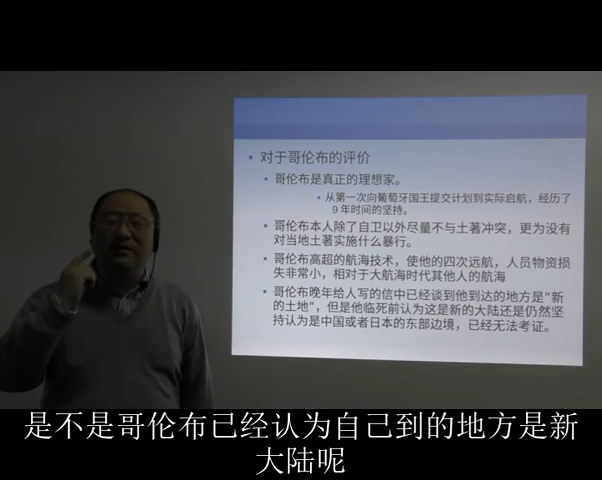 对于哥伦布的评价
哥伦布是真正的理想家。
从第一次向葡萄牙国王提交计划到实际启航，经历了
9年时间的坚持。
哥伦布本人除了自卫以外尽量不与土著冲突，更为没有
对当地土著实施什么暴行。
哥伦布高超的航海技术，使他的四次远航，人员物资损
失非常小，相对于大航海时代其他人的航海
哥伦布晚年给人写的信中已经谈到他到达的地方是“新
的土地”，但是他临死前认为这是新的大陆还是仍然坚
持认为是中国或者日本的东部边境，已经无法考证。
是不是哥伦布已经认为自己到的地方是新
大陆呢